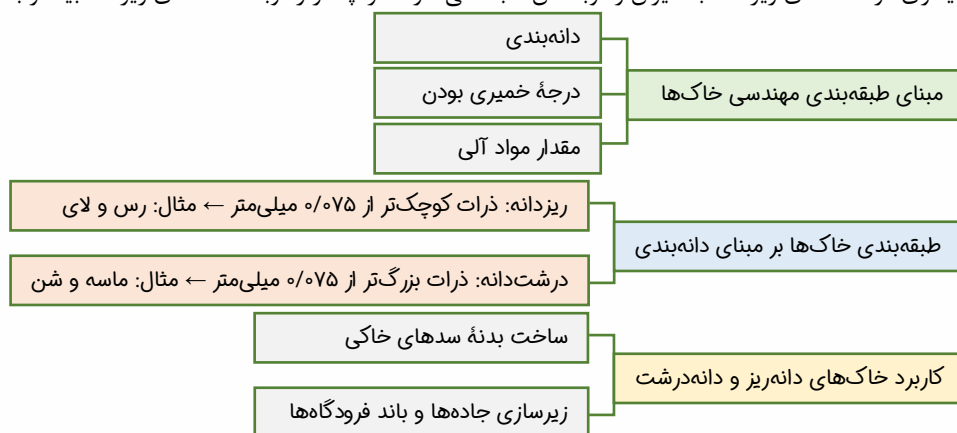 مبنای طبقه‌بندی مهندسی خاک‌ها
دانه‌بندی
درجهٔ خمیری بودن
مقدار مواد آلی
طبقه‌بندی خاک‌ها بر مبنای دانه‌بندی
ریزدانه: ذرات کوچک‌تر از ۰/۰۷۵ میلی‌متر ← مثال: رس و لای
درشت‌دانه: ذرات بزرگ‌تر از ۰/۰۷۵ میلی‌متر ← مثال: ماسه و شن
کاربرد خاک‌های دانه‌ریز و دانه‌درشت
ساخت بدنهٔ سدهای خاکی
زیرسازی جاده‌ها و باند فرودگاه‌ها